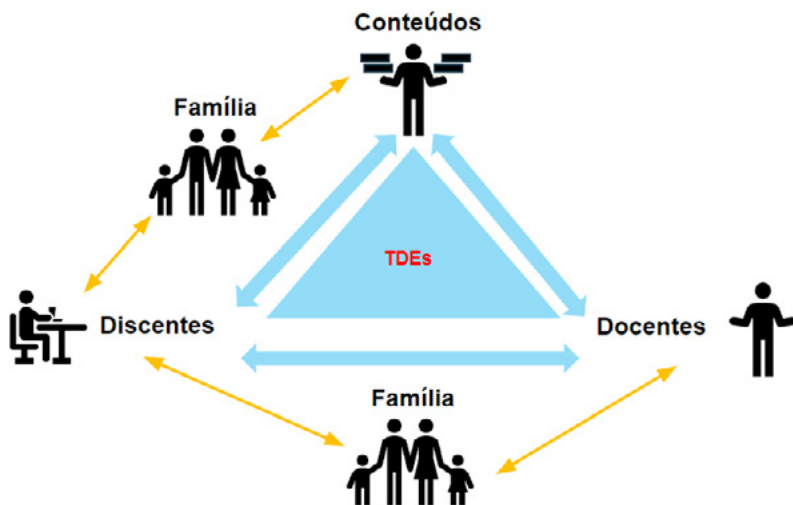 Conteúdos
Família
TDEs
Discentes
Docentes
Família